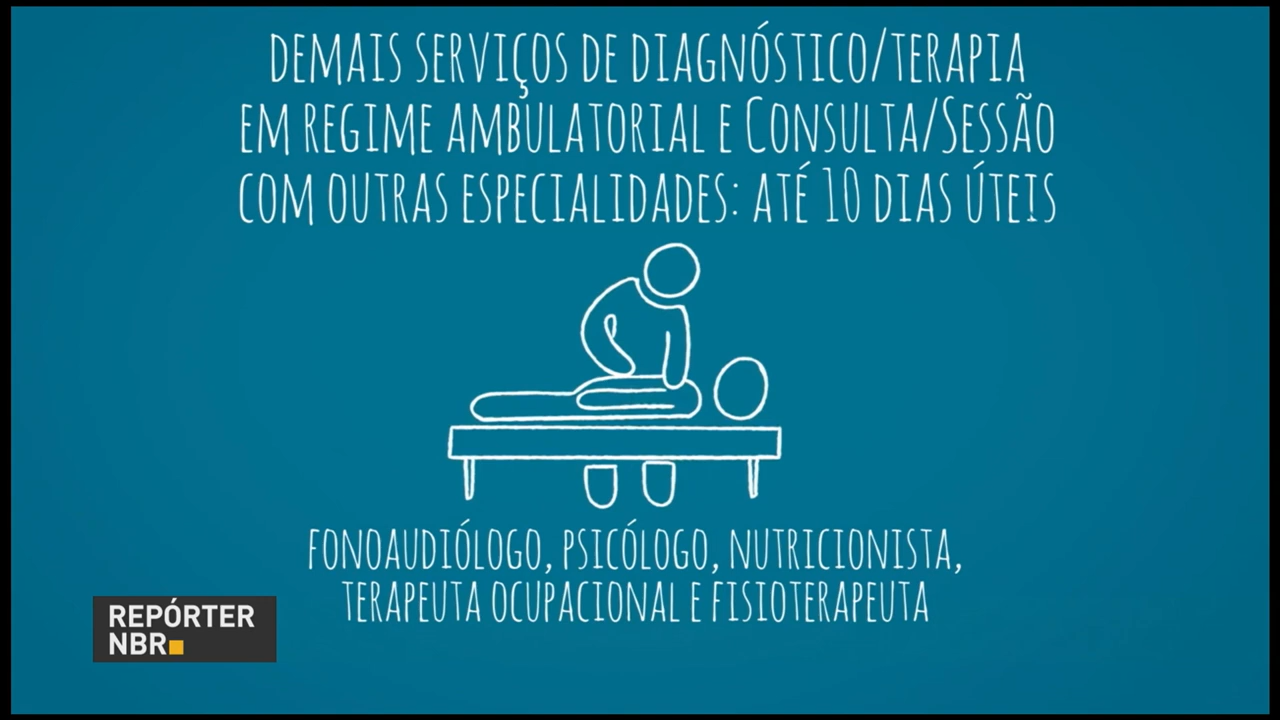 DEMAIS SERVIÇOS DE DIAGNÓSTICO/TERAPIA
EM REGIME AMBULATORIAL E CONSULTA/SESSÃO
COM OUTRAS ESPECIALIDADES: ATÉ 10 DIAS ÚTEIS
FONOAUDIÓLOGO, PSICÓLOGO, NUTRICIONISTA,
TERAPEUTA OCUPACIONAL E FISIOTERAPEUTA
REPÓRTER
NBR